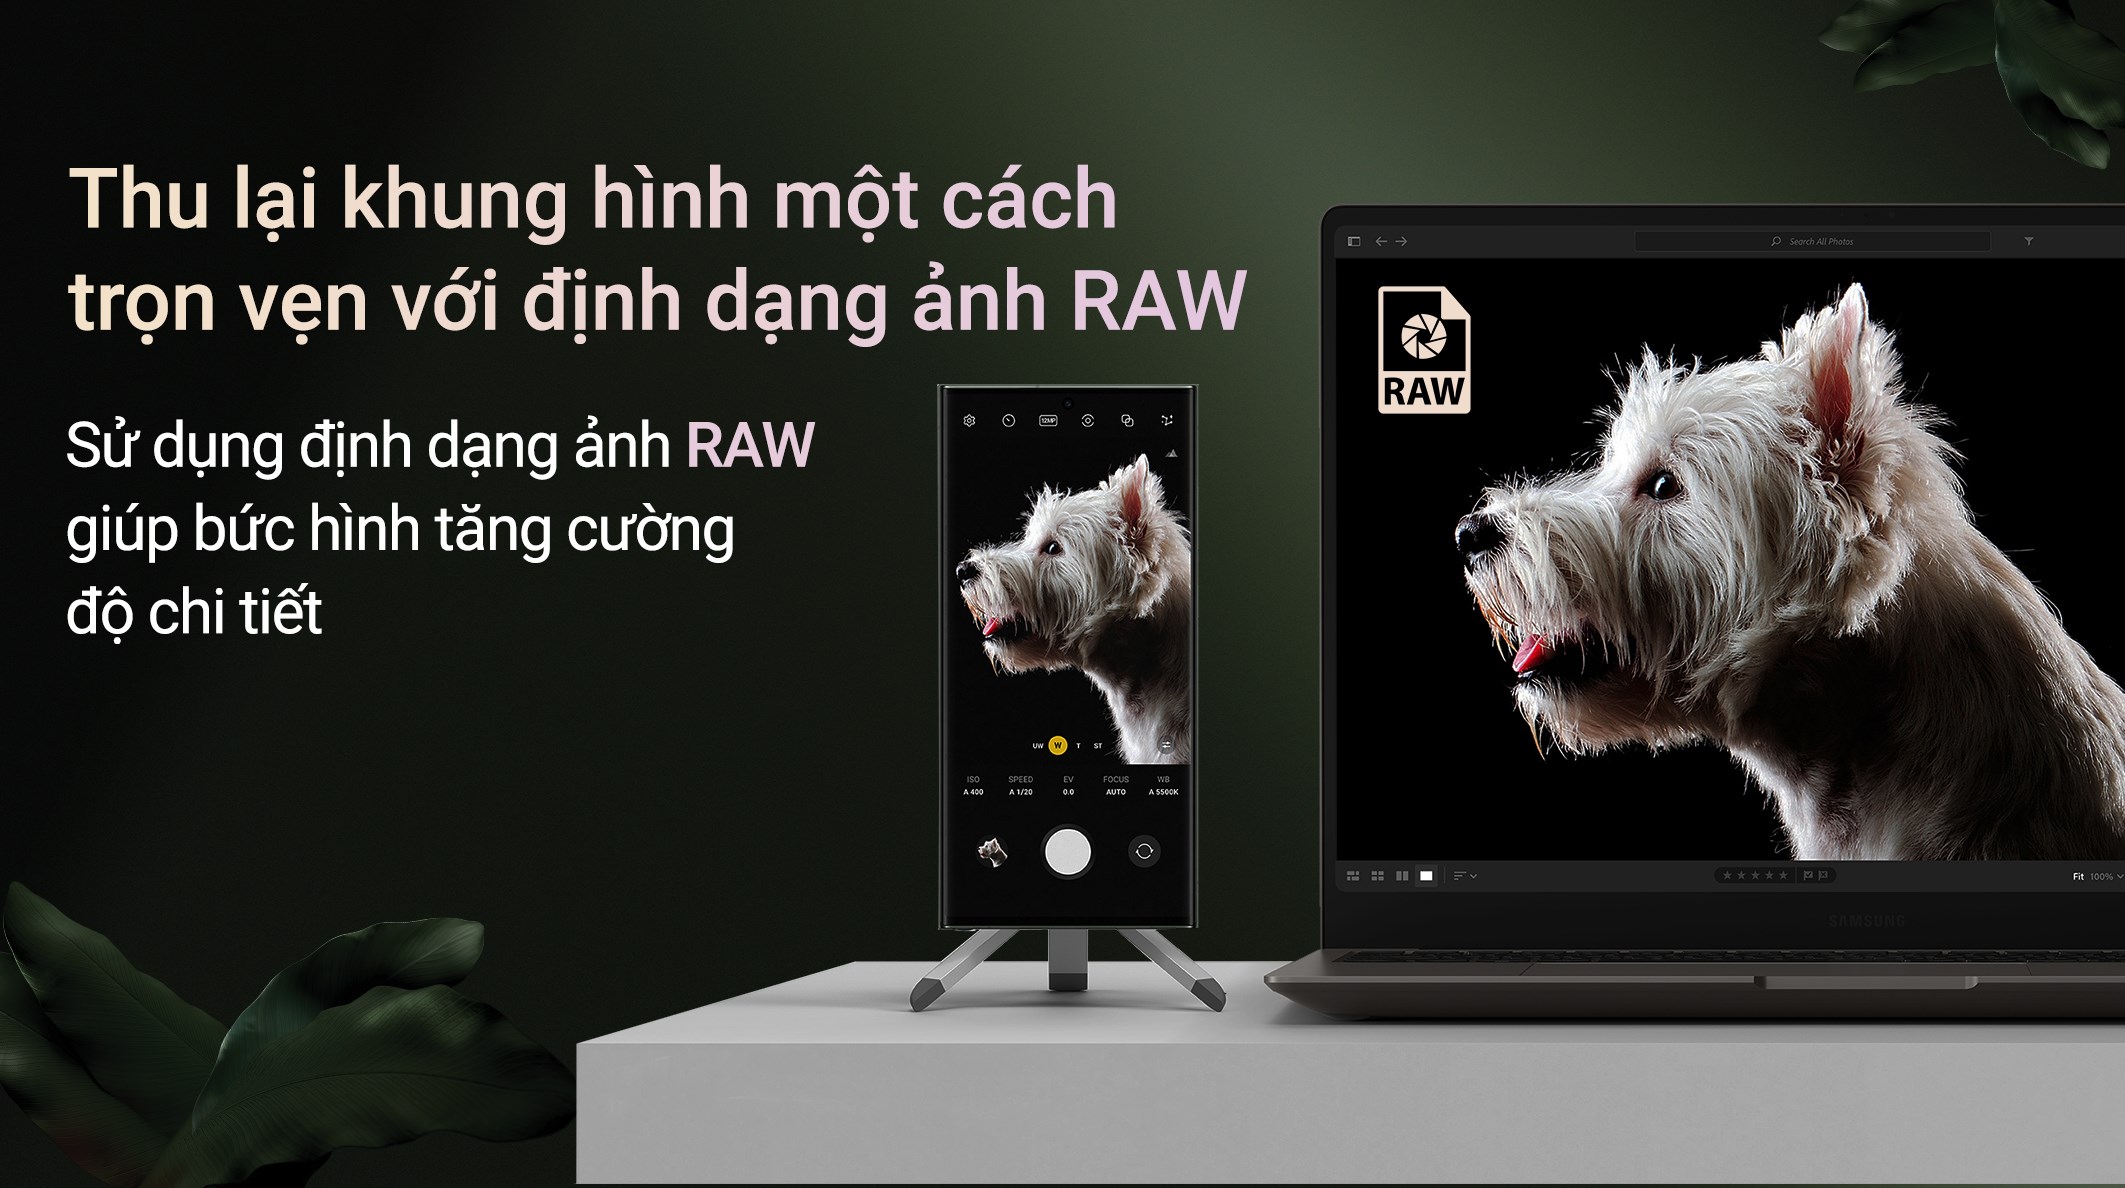 Thu lại khung hình một cách
trọn vẹn với định dạng ảnh RAW
Sử dụng định dạng ảnh RAW
giúp bức hình tăng cường
độ chi tiết
Search All Photos
RAW
12MP
UW W T ST
ISO SPEED EV FOCUS WB
A 400 A 1/20 0.0 AUTO A 5500K
Fit 100%
SAMSUNG